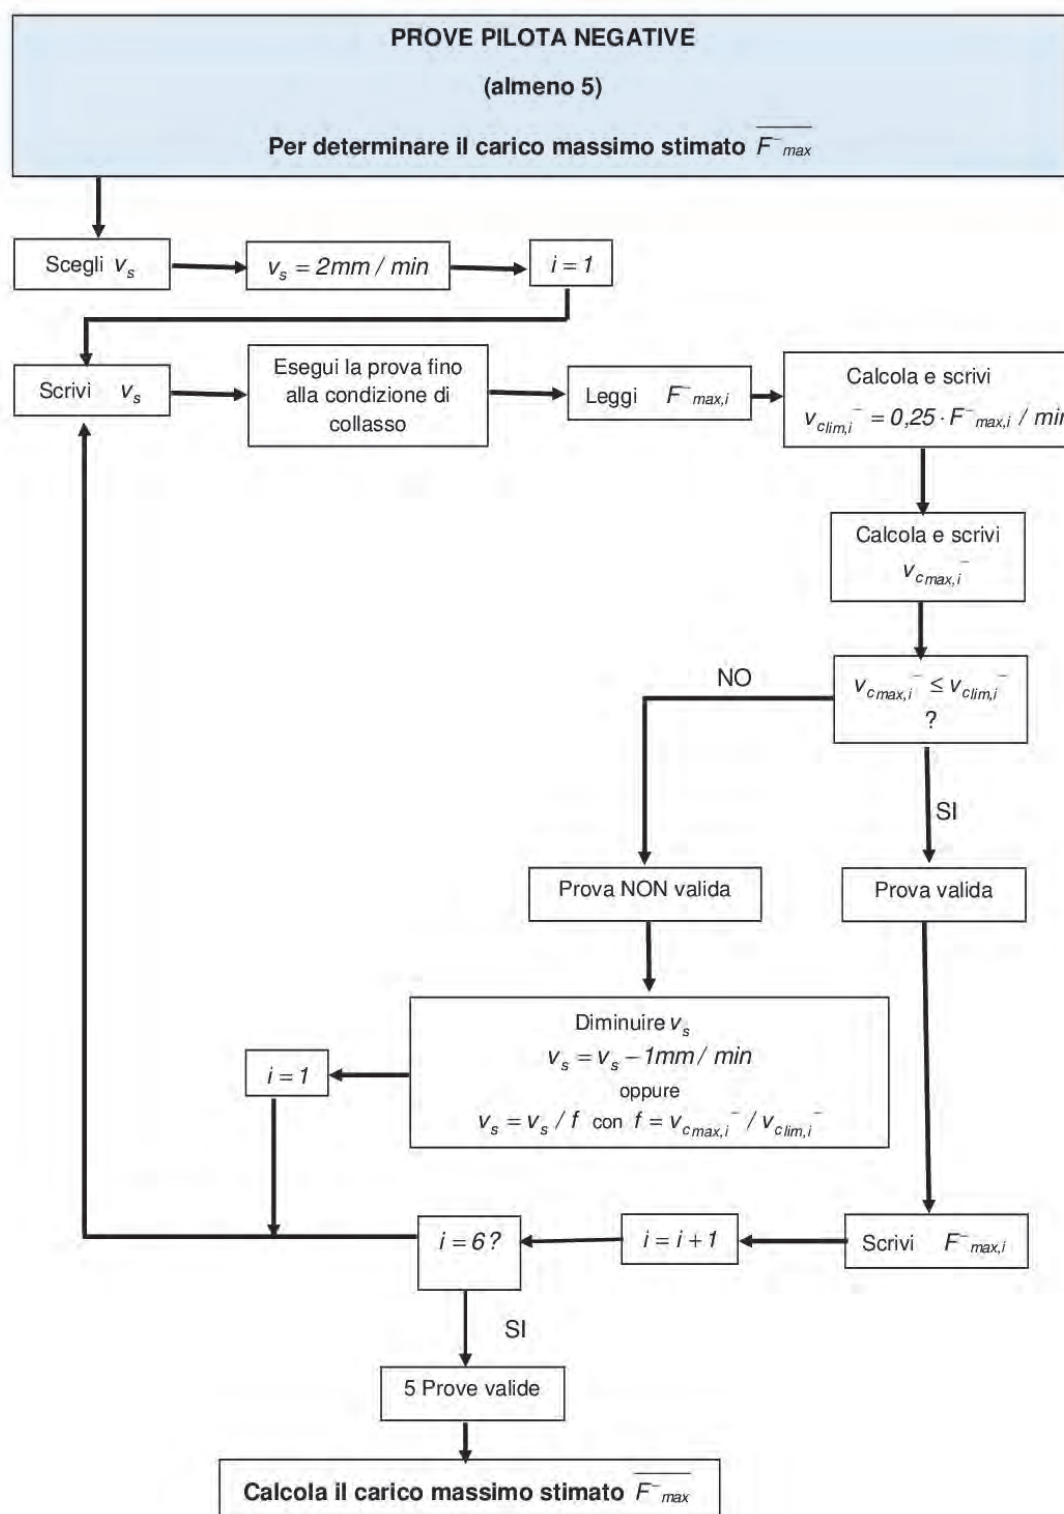 PROVE PILOTA NEGATIVE
(almeno 5)
Per determinare il carico massimo stimato F⁻max
Scegli vs
vs = 2mm / min
i = 1
Scrivi vs
Esegui la prova fino
alla condizione di
collasso
Leggi F⁻max,i
Calcola e scrivi
vclim,i⁻ = 0,25 · F⁻max,i / min
Calcola e scrivi
vcmax,i⁻
NO
vcmax,i⁻ ≤ vclim,i⁻
?
SI
Prova NON valida
Prova valida
Diminuire vs
vs = vs – 1mm / min
oppure
vs = vs / f con f = vcmax,i⁻ / vclim,i⁻
i = 1
i = 6?
i = i + 1
Scrivi F⁻max,i
SI
5 Prove valide
Calcola il carico massimo stimato F⁻max